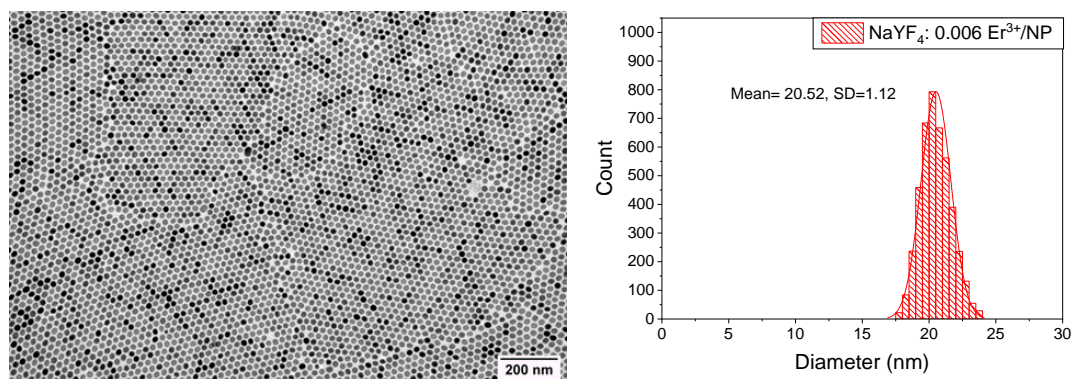 200 nm
NaYF₄: 0.006 Er³⁺/NP
Mean= 20.52, SD=1.12
Count
1000
900
800
700
600
500
400
300
200
100
0
0 5 10 15 20 25 30
Diameter (nm)